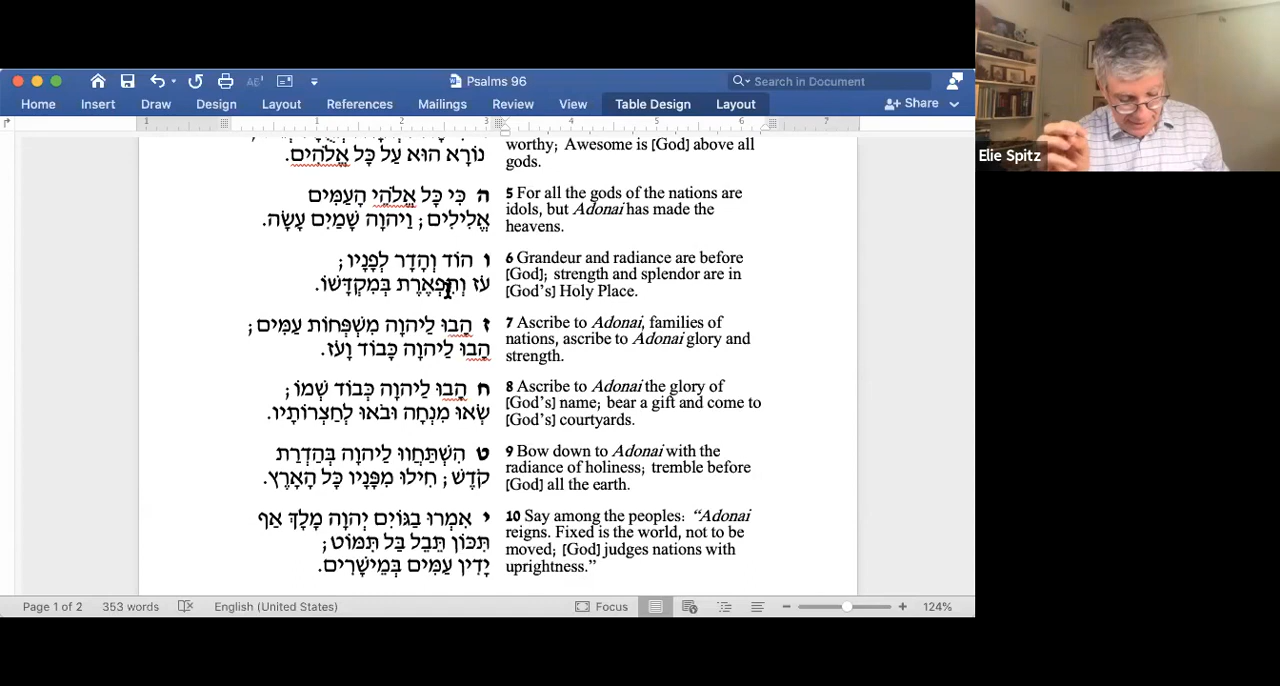 Psalms 96
Search in Document
Home Insert Draw Design Layout References Mailings Review View Table Design Layout Share
1 1 2 3 4 5 6 7
נוֹרָא הוּא עַל כָּל אֱלֹהִים.
worthy; Awesome is [God] above all
gods.
ה כִּי כָּל אֱלֹהֵי הָעַמִּים
אֱלִילִים; וַיהוָה שָׁמַיִם עָשָׂה.
5 For all the gods of the nations are
idols, but Adonai has made the
heavens.
ו הוֹד וְהָדָר לְפָנָיו;
עֹז וְתִפְאֶרֶת בְּמִקְדָּשׁוֹ.
6 Grandeur and radiance are before
[God]; strength and splendor are in
[God's] Holy Place.
ז הָבוּ לַיהוָה מִשְׁפְּחוֹת עַמִּים;
הָבוּ לַיהוָה כָּבוֹד וָעֹז.
7 Ascribe to Adonai, families of
nations, ascribe to Adonai glory and
strength.
ח הָבוּ לַיהוָה כְּבוֹד שְׁמוֹ;
שְׂאוּ מִנְחָה וּבֹאוּ לְחַצְרוֹתָיו.
8 Ascribe to Adonai the glory of
[God's] name; bear a gift and come to
[God's] courtyards.
ט הִשְׁתַּחֲווּ לַיהוָה בְּהַדְרַת
קֹדֶשׁ; חִילוּ מִפָּנָיו כָּל הָאָרֶץ.
9 Bow down to Adonai with the
radiance of holiness; tremble before
[God] all the earth.
י אִמְרוּ בַגּוֹיִם יְהוָה מָלָךְ אַף
תִּכּוֹן תֵּבֵל בַּל תִּמּוֹט;
יָדִין עַמִּים בְּמֵישָׁרִים.
10 Say among the peoples: “Adonai
reigns. Fixed is the world, not to be
moved; [God] judges nations with
uprightness.”
Page 1 of 2 353 words English (United States) Focus 124%
Elie Spitz